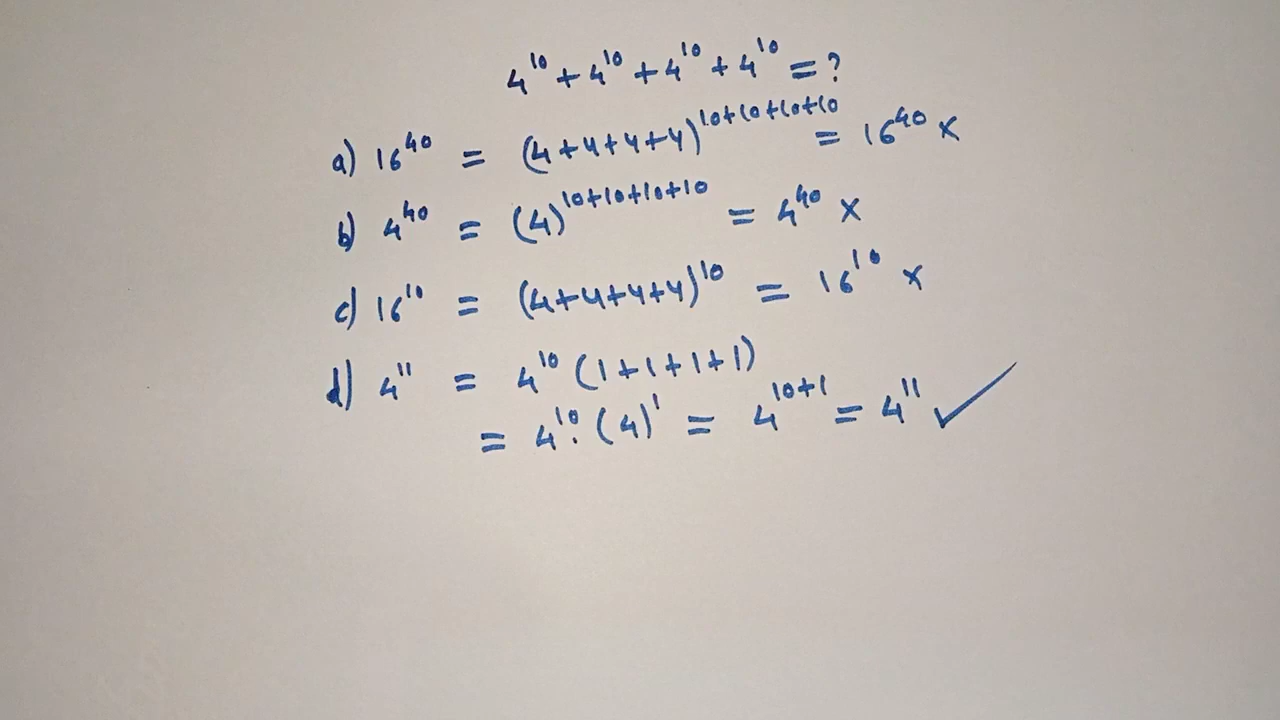 4^10 + 4^10 + 4^10 + 4^10 = ?
a) 16^40 = (4+4+4+4)^10+10+10+10 = 16^40 ×
b) 4^40 = (4)^10+10+10+10 = 4^40 ×
c) 16^10 = (4+4+4+4)^10 = 16^10 ×
d) 4^11 = 4^10 (1+1+1+1)
= 4^10 . (4)^1 = 4^10+1 = 4^11 ✓